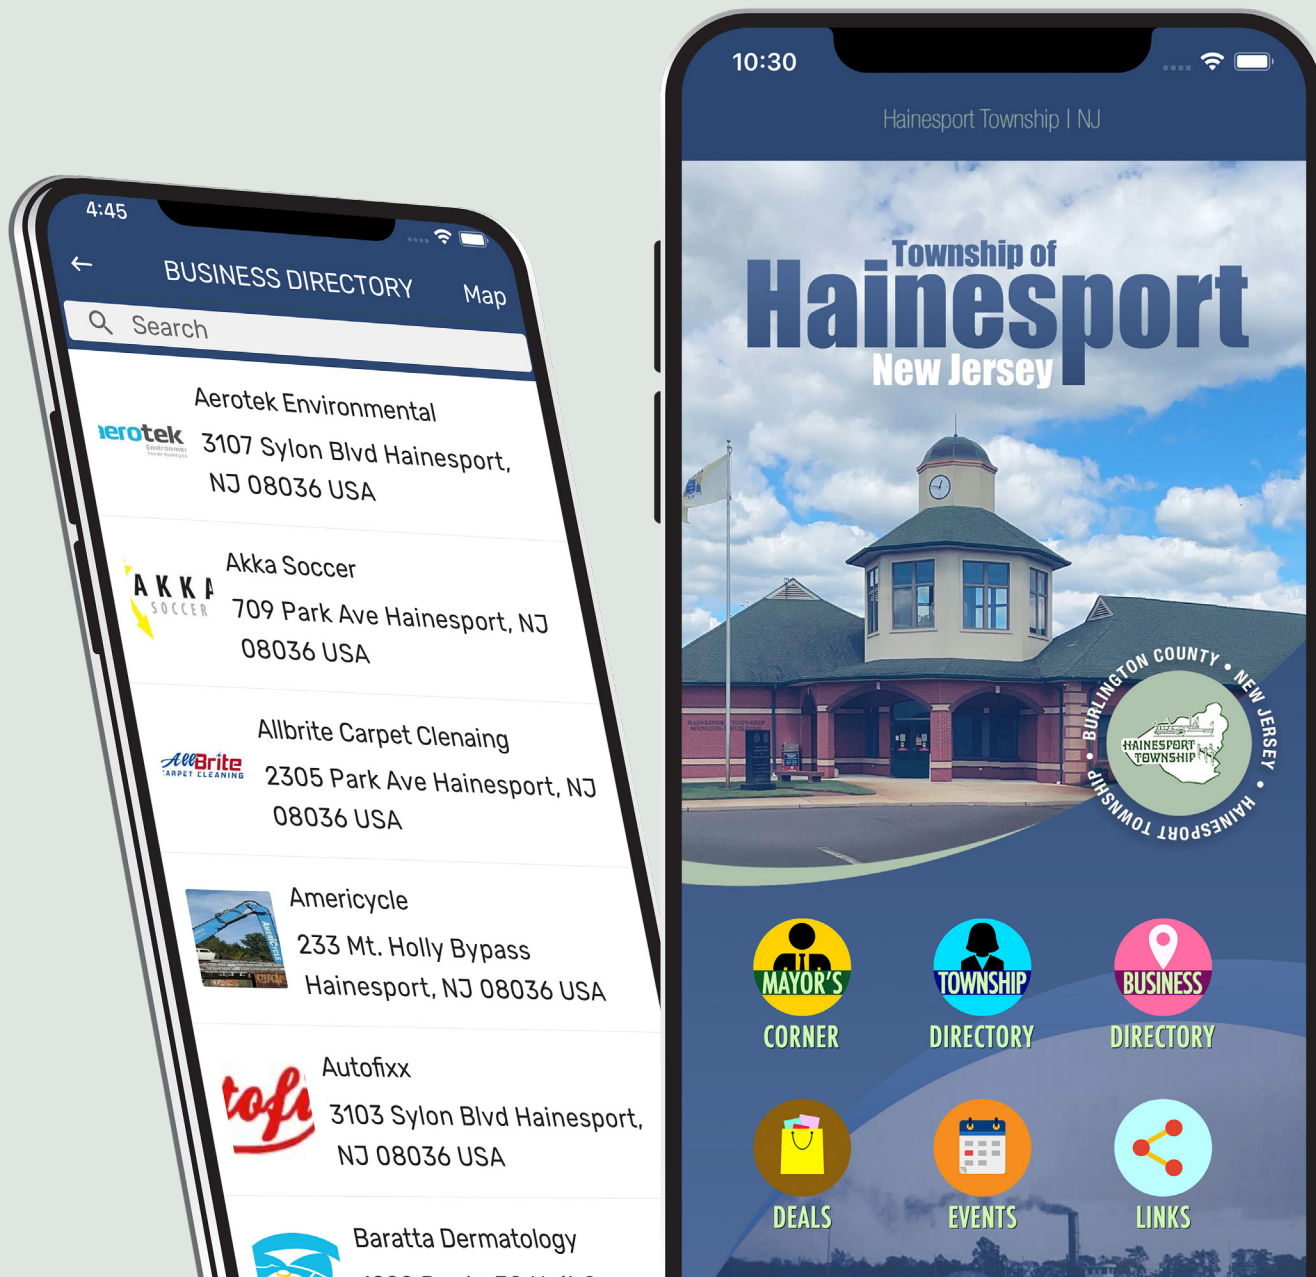 4:45
BUSINESS DIRECTORY
Map
Search
aerotek
Aerotek Environmental
3107 Sylon Blvd Hainesport,
NJ 08036 USA
AKKA
SOCCER
Akka Soccer
709 Park Ave Hainesport, NJ
08036 USA
AllBrite
CARPET CLEANING
Allbrite Carpet Clenaing
2305 Park Ave Hainesport, NJ
08036 USA
AMERICYCLE
Americycle
233 Mt. Holly Bypass
Hainesport, NJ 08036 USA
Autofixx
3103 Sylon Blvd Hainesport,
NJ 08036 USA
Baratta Dermatology
10:30
Hainesport Township | NJ
Township of
Hainesport
New Jersey
HAINESPORT TOWNSHIP
BURLINGTON COUNTY • NEW JERSEY • HAINESPORT TOWNSHIP •
HAINESPORT
TOWNSHIP
MAYOR'S
CORNER
TOWNSHIP
DIRECTORY
BUSINESS
DIRECTORY
DEALS
EVENTS
LINKS